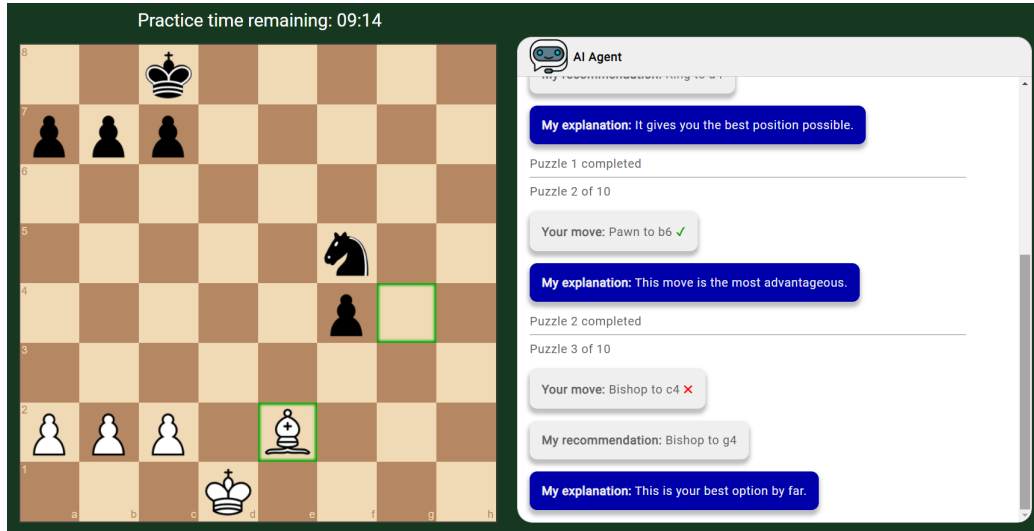 Practice time remaining: 09:14
AI Agent
My explanation: It gives you the best position possible.
Puzzle 1 completed
Puzzle 2 of 10
Your move: Pawn to b6 ✓
My explanation: This move is the most advantageous.
Puzzle 2 completed
Puzzle 3 of 10
Your move: Bishop to c4 ✕
My recommendation: Bishop to g4
My explanation: This is your best option by far.
8
7
6
5
4
3
2
1
a b c d e f g h